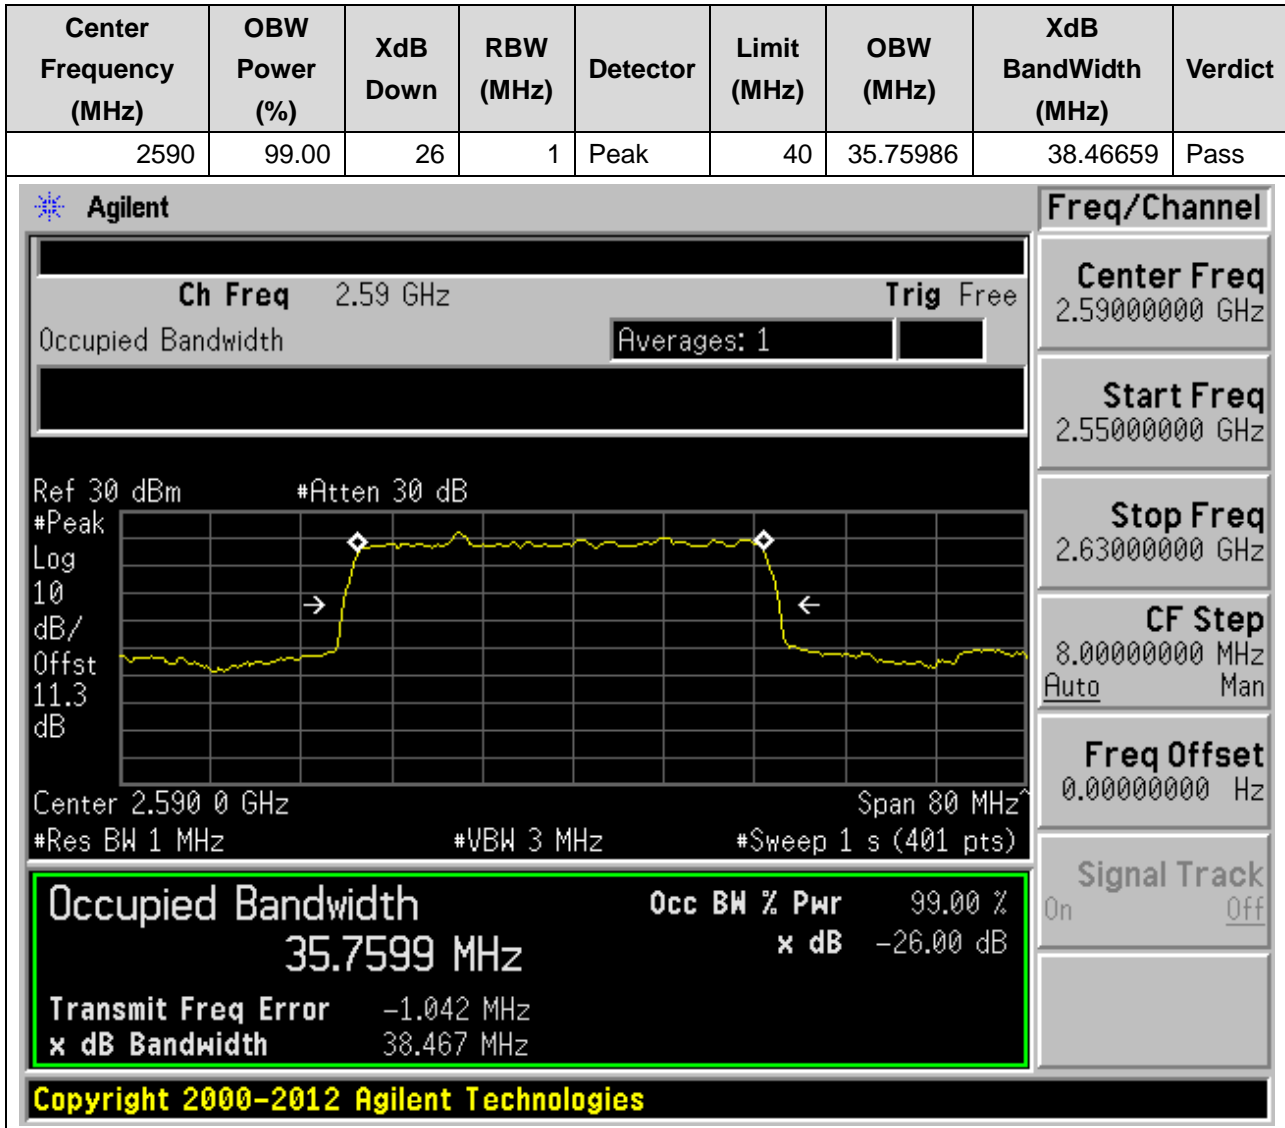 Center Frequency (MHz) OBW Power (%) XdB Down RBW (MHz) Detector Limit (MHz) OBW (MHz) XdB BandWidth (MHz) Verdict
2590 99.00 26 1 Peak 40 35.75986 38.46659 Pass
Agilent
Freq/Channel
Ch Freq 2.59 GHz Trig Free
Occupied Bandwidth Averages: 1
Center Freq
2.59000000 GHz
Start Freq
2.55000000 GHz
Stop Freq
2.63000000 GHz
CF Step
8.00000000 MHz
Auto Man
Freq Offset
0.00000000 Hz
Signal Track
On Off
Ref 30 dBm #Atten 30 dB
#Peak
Log
10
dB/
Offst
11.3
dB
Center 2.590 0 GHz Span 80 MHz^
#Res BW 1 MHz #VBW 3 MHz #Sweep 1 s (401 pts)
Occupied Bandwidth Occ BW % Pwr 99.00 %
35.7599 MHz x dB -26.00 dB
Transmit Freq Error -1.042 MHz
x dB Bandwidth 38.467 MHz
Copyright 2000-2012 Agilent Technologies